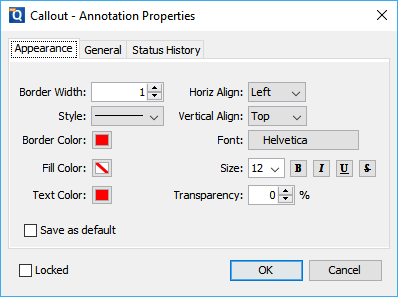 Callout - Annotation Properties
Appearance General Status History
Border Width: 1 Horiz Align: Left
Style: Vertical Align: Top
Border Color: Font: Helvetica
Fill Color: Size: 12 B I U S
Text Color: Transparency: 0 %
Save as default
Locked OK Cancel